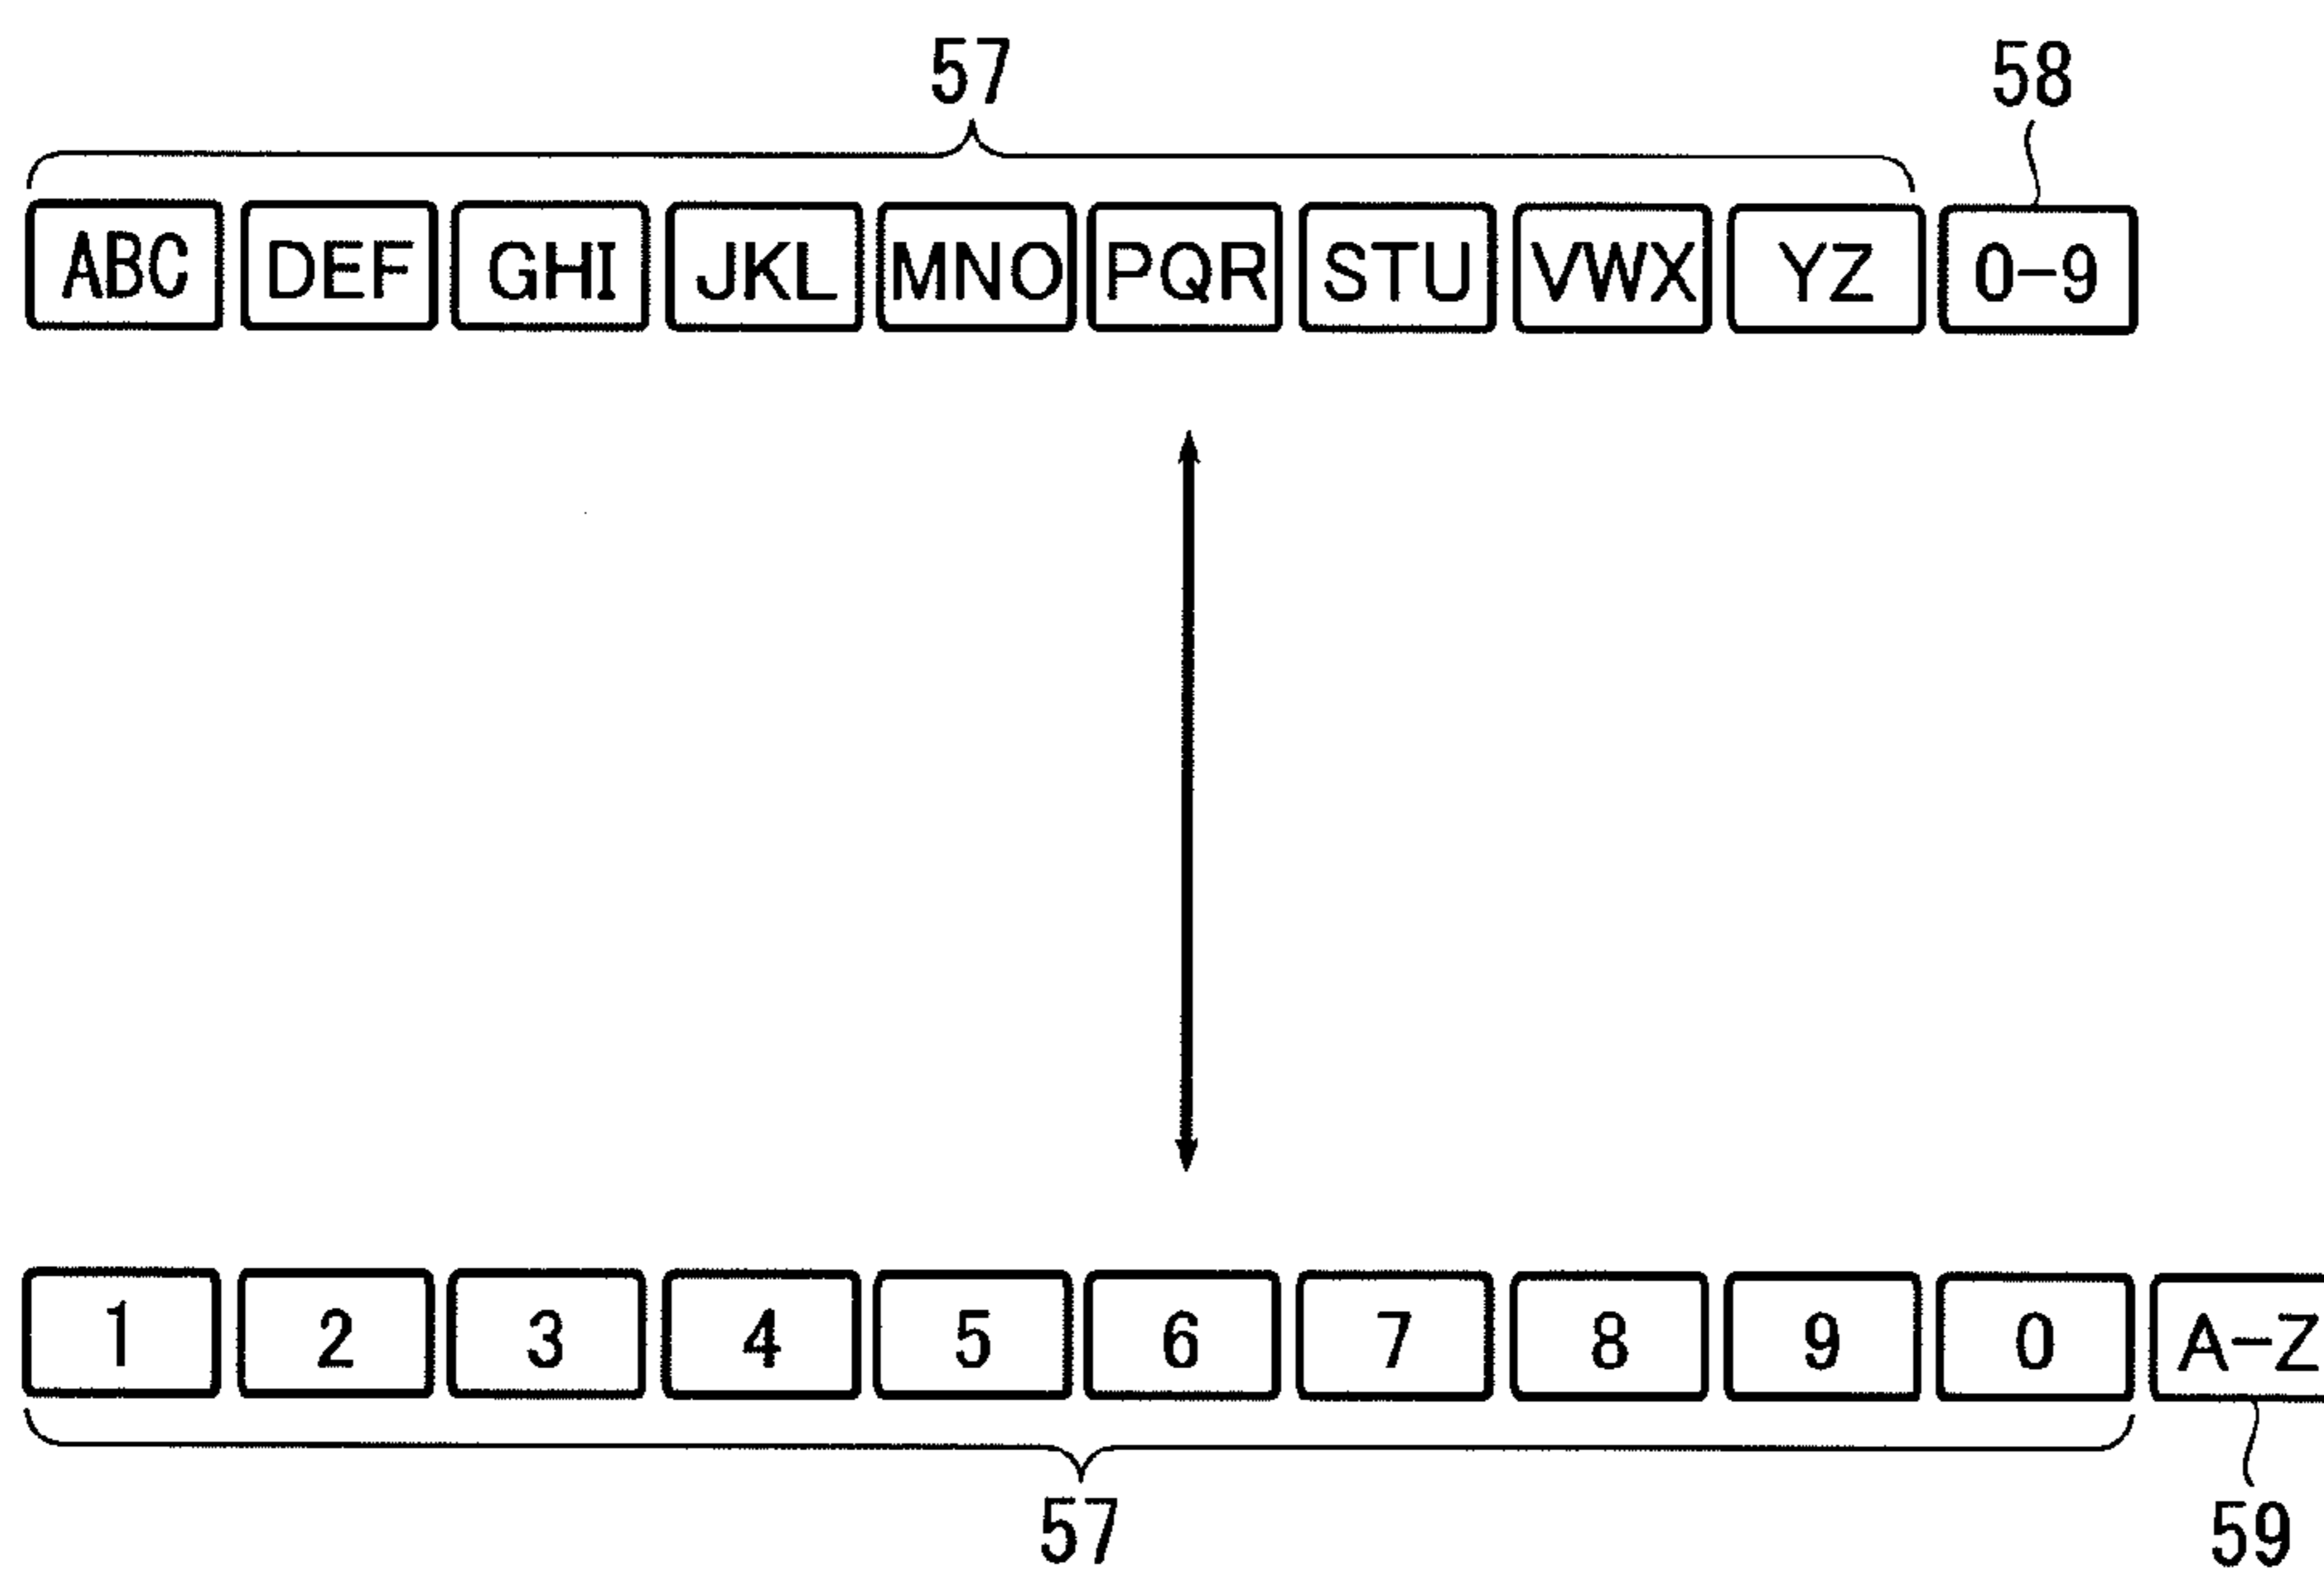 57 58
ABC DEF GHI JKL MNO PQR STU VWX YZ 0-9
1 2 3 4 5 6 7 8 9 0 A-Z
57 59